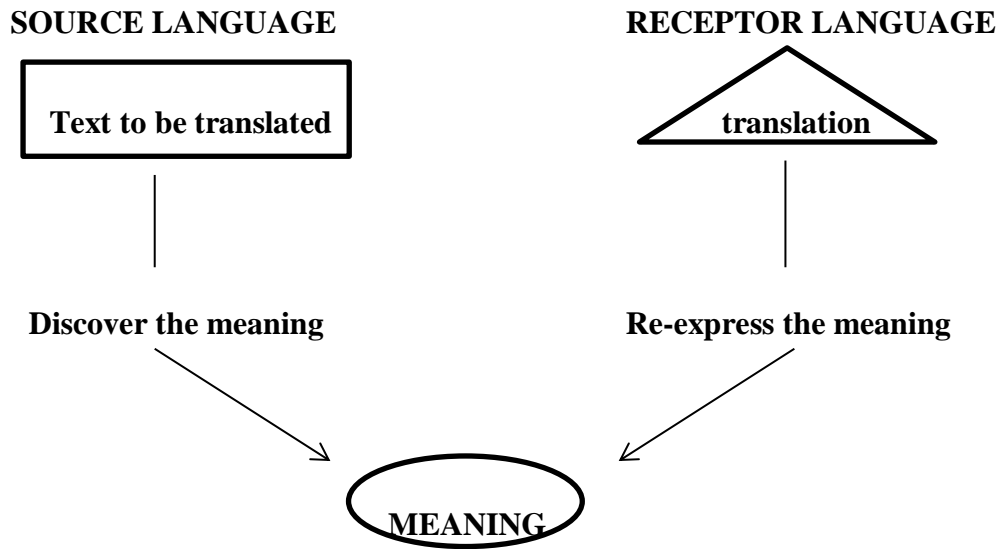 SOURCE LANGUAGE
RECEPTOR LANGUAGE
Text to be translated
translation
Discover the meaning
Re-express the meaning
MEANING